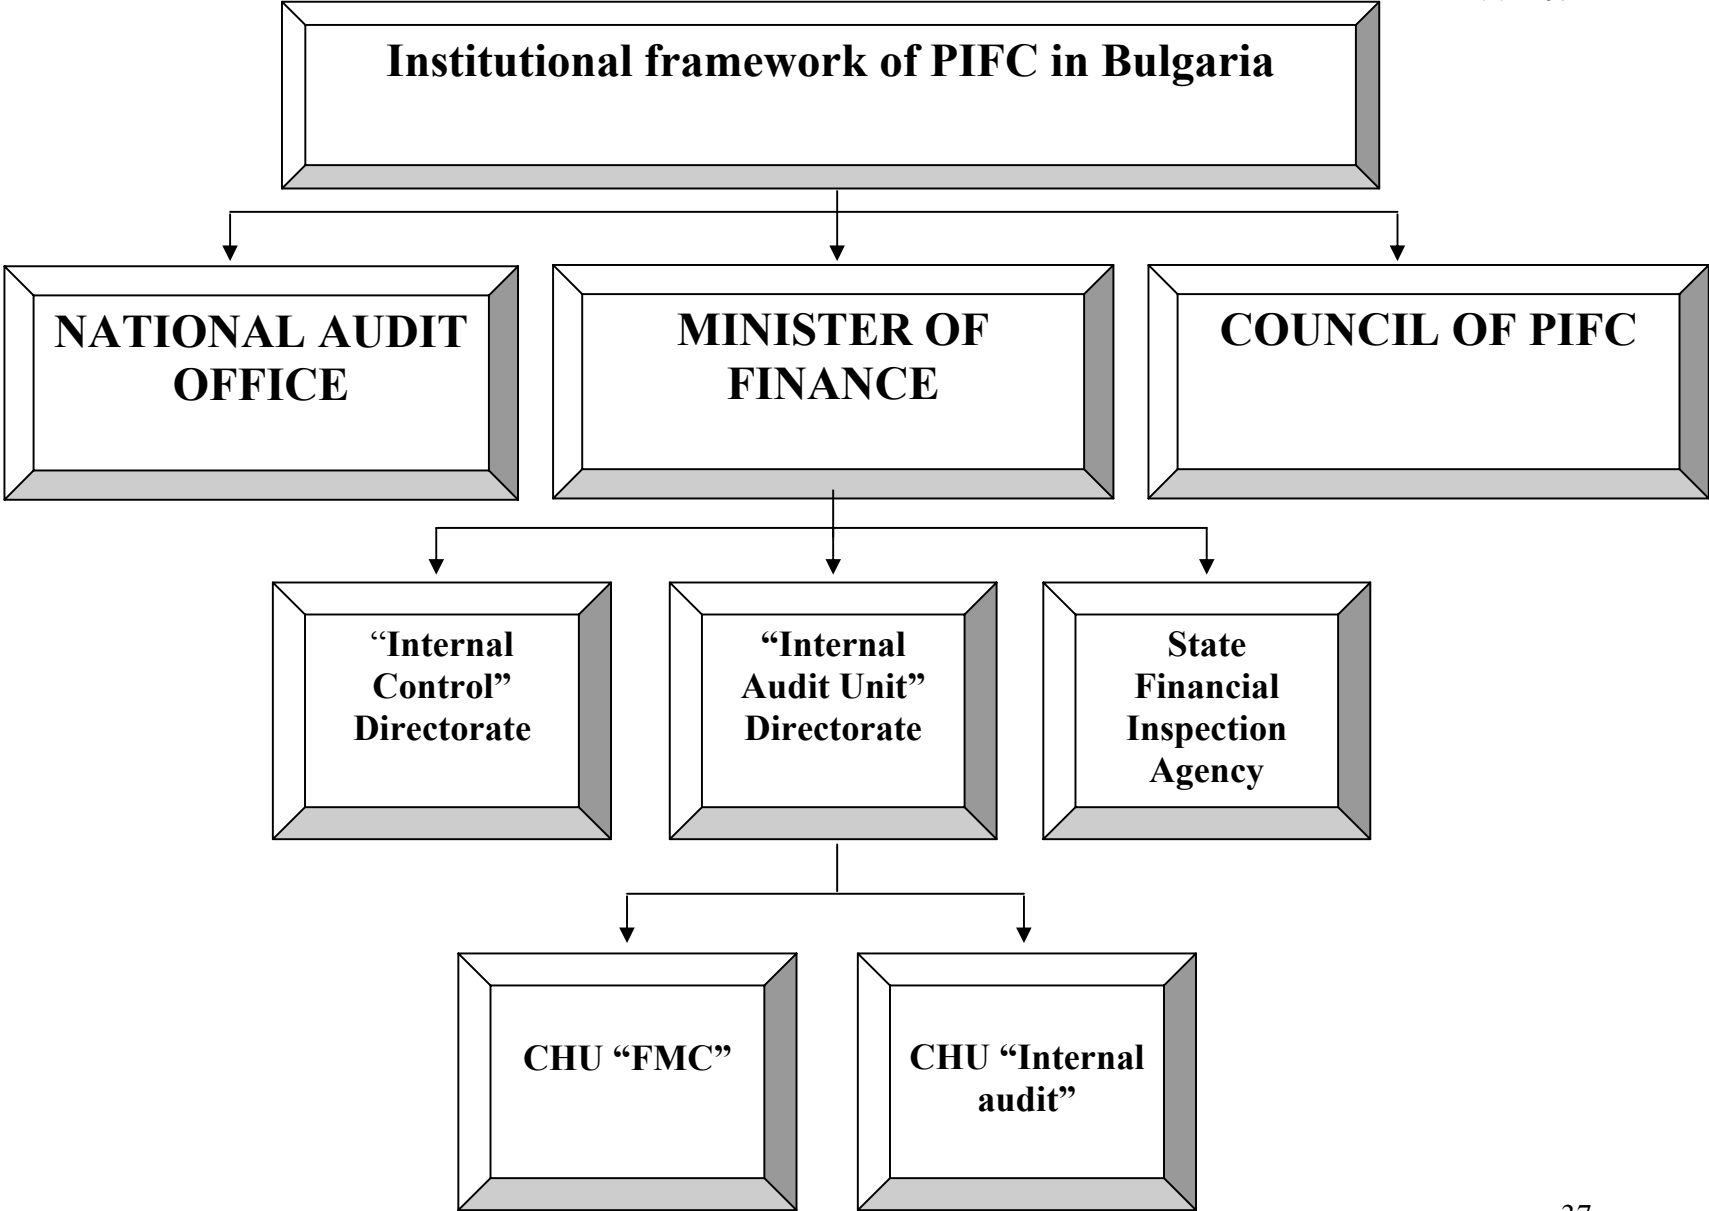 Institutional framework of PIFC in Bulgaria
NATIONAL AUDIT
OFFICE
MINISTER OF
FINANCE
COUNCIL OF PIFC
“Internal
Control”
Directorate
“Internal
Audit Unit”
Directorate
State
Financial
Inspection
Agency
CHU “FMC”
CHU “Internal
audit”